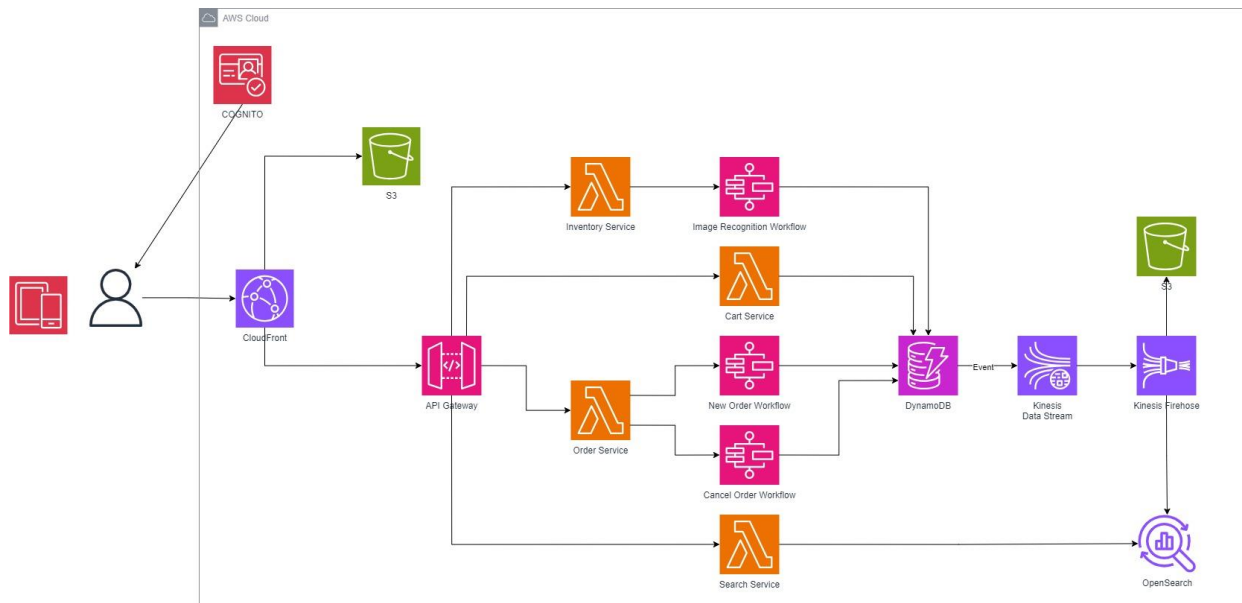 AWS Cloud
COGNITO
S3
Inventory Service
Image Recognition Workflow
S3
Cart Service
CloudFront
API Gateway
Order Service
New Order Workflow
DynamoDB
Event
Kinesis
Data Stream
Kinesis Firehose
Cancel Order Workflow
Search Service
OpenSearch